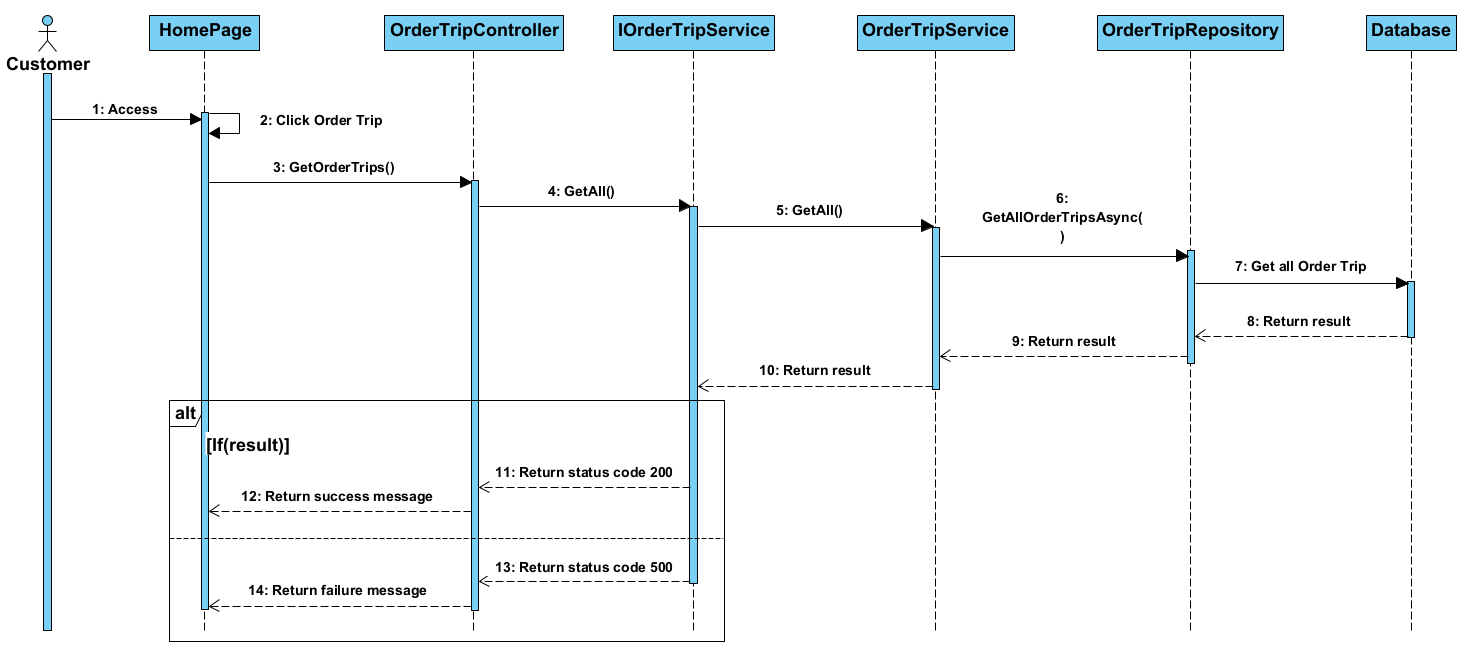 HomePage
OrderTripController
IOrderTripService
OrderTripService
OrderTripRepository
Database
Customer
1: Access
2: Click Order Trip
3: GetOrderTrips()
4: GetAll()
5: GetAll()
6:
GetAllOrderTripsAsync(
)
7: Get all Order Trip
8: Return result
9: Return result
10: Return result
alt
[If(result)]
11: Return status code 200
12: Return success message
13: Return status code 500
14: Return failure message